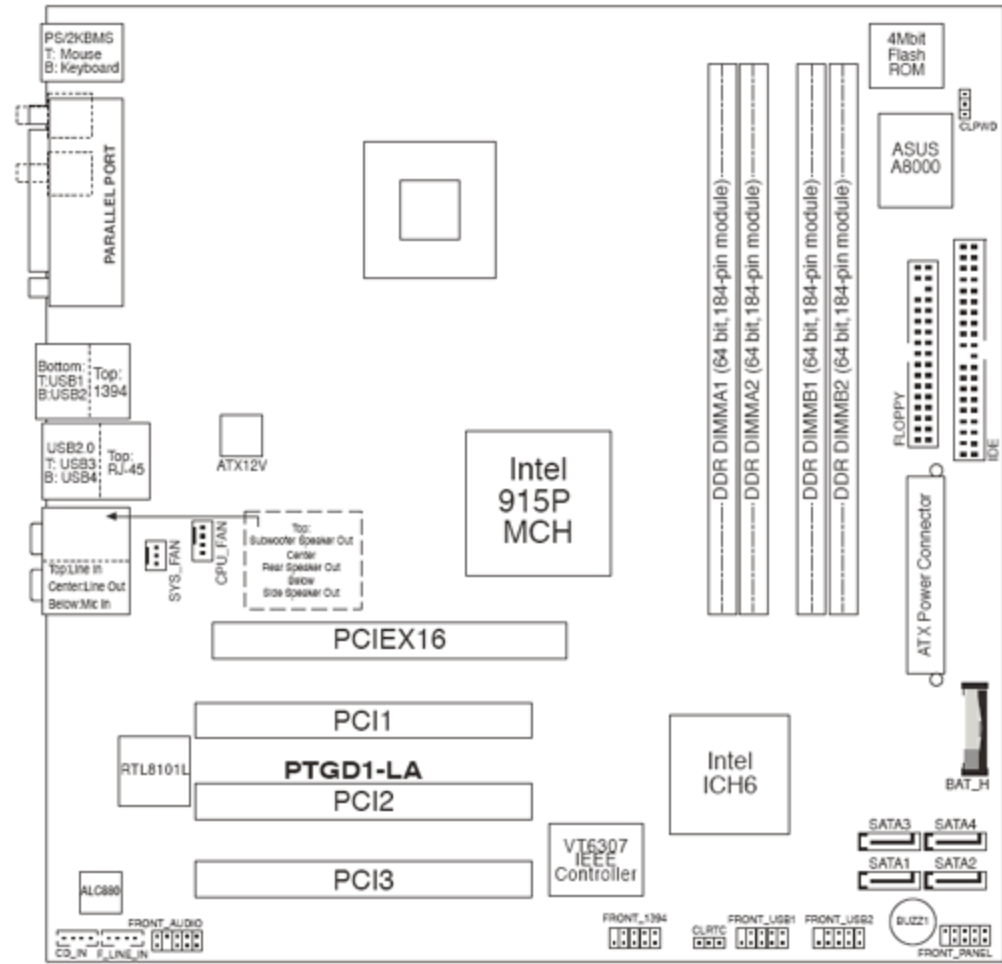 PS/2KBMS
T: Mouse
B: Keyboard
PARALLEL PORT
Bottom:
T:USB1
B:USB2
Top:
1394
USB2.0
T: USB3
B: USB4
Top:
RJ-45
Top:Line In
Center:Line Out
Below:Mic In
ATX12V
SYS_FAN
CPU_FAN
Top:
Subwoofer Speaker Out
Center
Rear Speaker Out
Below
Side Speaker Out
Intel
915P
MCH
DDR DIMMA1 (64 bit,184-pin module)
DDR DIMMA2 (64 bit,184-pin module)
DDR DIMMB1 (64 bit,184-pin module)
DDR DIMMB2 (64 bit,184-pin module)
4Mbit
Flash
ROM
CLPWD
ASUS
A8000
FLOPPY
IDE
ATX Power Connector
BAT_H
PCIEX16
PCI1
RTL8101L
PTGD1-LA
PCI2
PCI3
Intel
ICH6
VT6307
IEEE
Controller
SATA3
SATA4
SATA1
SATA2
ALC880
CD_IN
F_LINE_IN
FRONT_AUDIO
FRONT_1394
CLRTC
FRONT_USB1
FRONT_USB2
BUZZ1
FRONT_PANEL